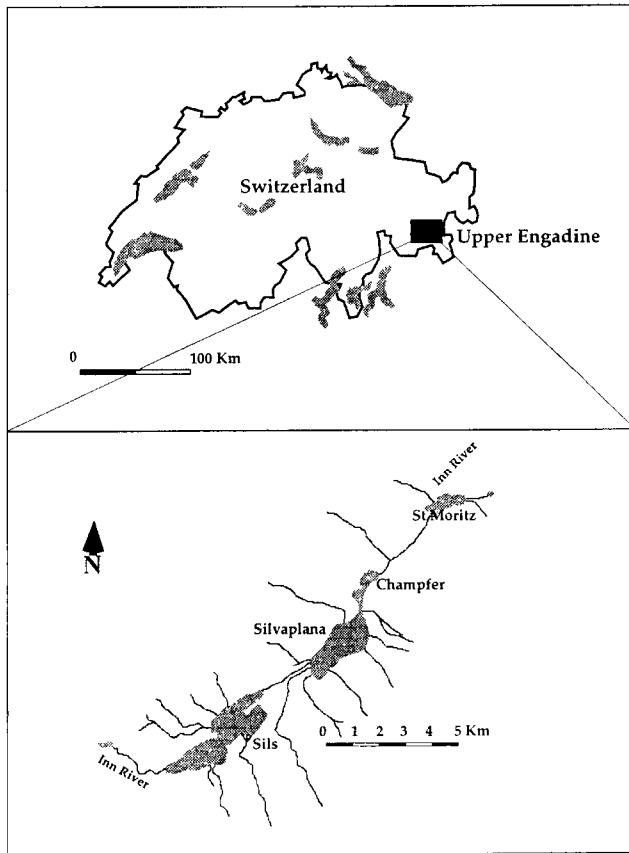 Switzerland
Upper Engadine
0 100 Km
Inn River
St Moritz
N
Champfer
Silvaplana
0 1 2 3 4 5 Km
Sils
Inn River